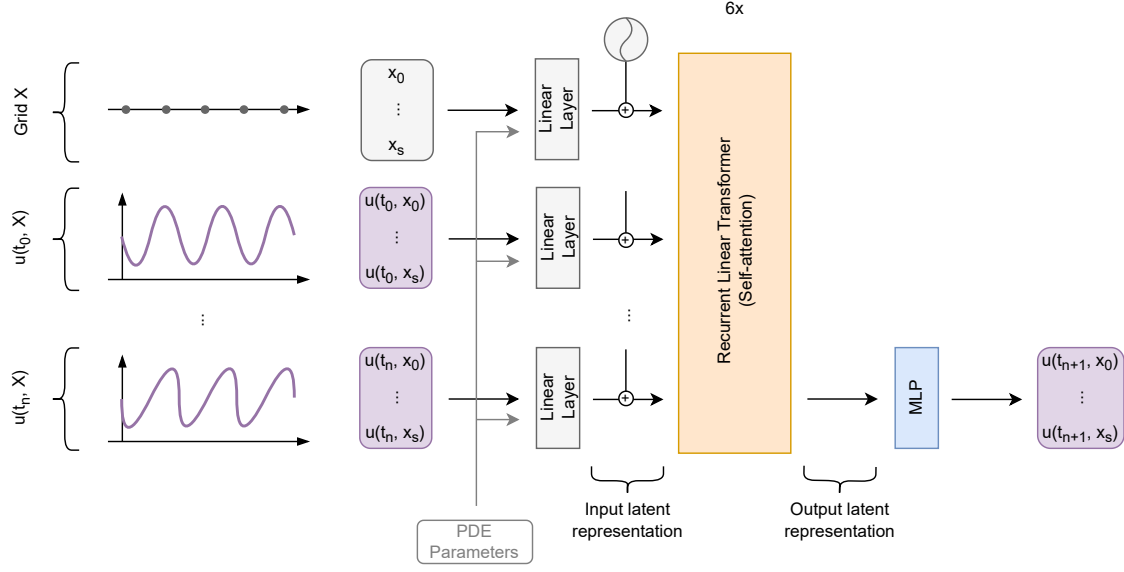 6x
Grid X
x0
⋮
xs
Linear
Layer
u(t0, X)
u(t0, x0)
⋮
u(t0, xs)
Linear
Layer
⋮
⋮
Recurrent Linear Transformer
(Self-attention)
u(tn, X)
u(tn, x0)
⋮
u(tn, xs)
Linear
Layer
MLP
u(tn+1, x0)
⋮
u(tn+1, xs)
PDE
Parameters
Input latent
representation
Output latent
representation